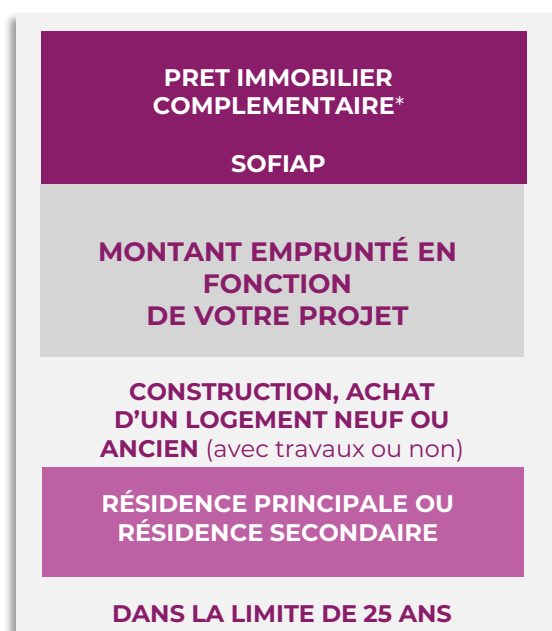 PRET IMMOBILIER
COMPLEMENTAIRE*
SOFIAP
MONTANT EMPRUNTÉ EN
FONCTION
DE VOTRE PROJET
CONSTRUCTION, ACHAT
D’UN LOGEMENT NEUF OU
ANCIEN (avec travaux ou non)
RÉSIDENCE PRINCIPALE OU
RÉSIDENCE SECONDAIRE
DANS LA LIMITE DE 25 ANS